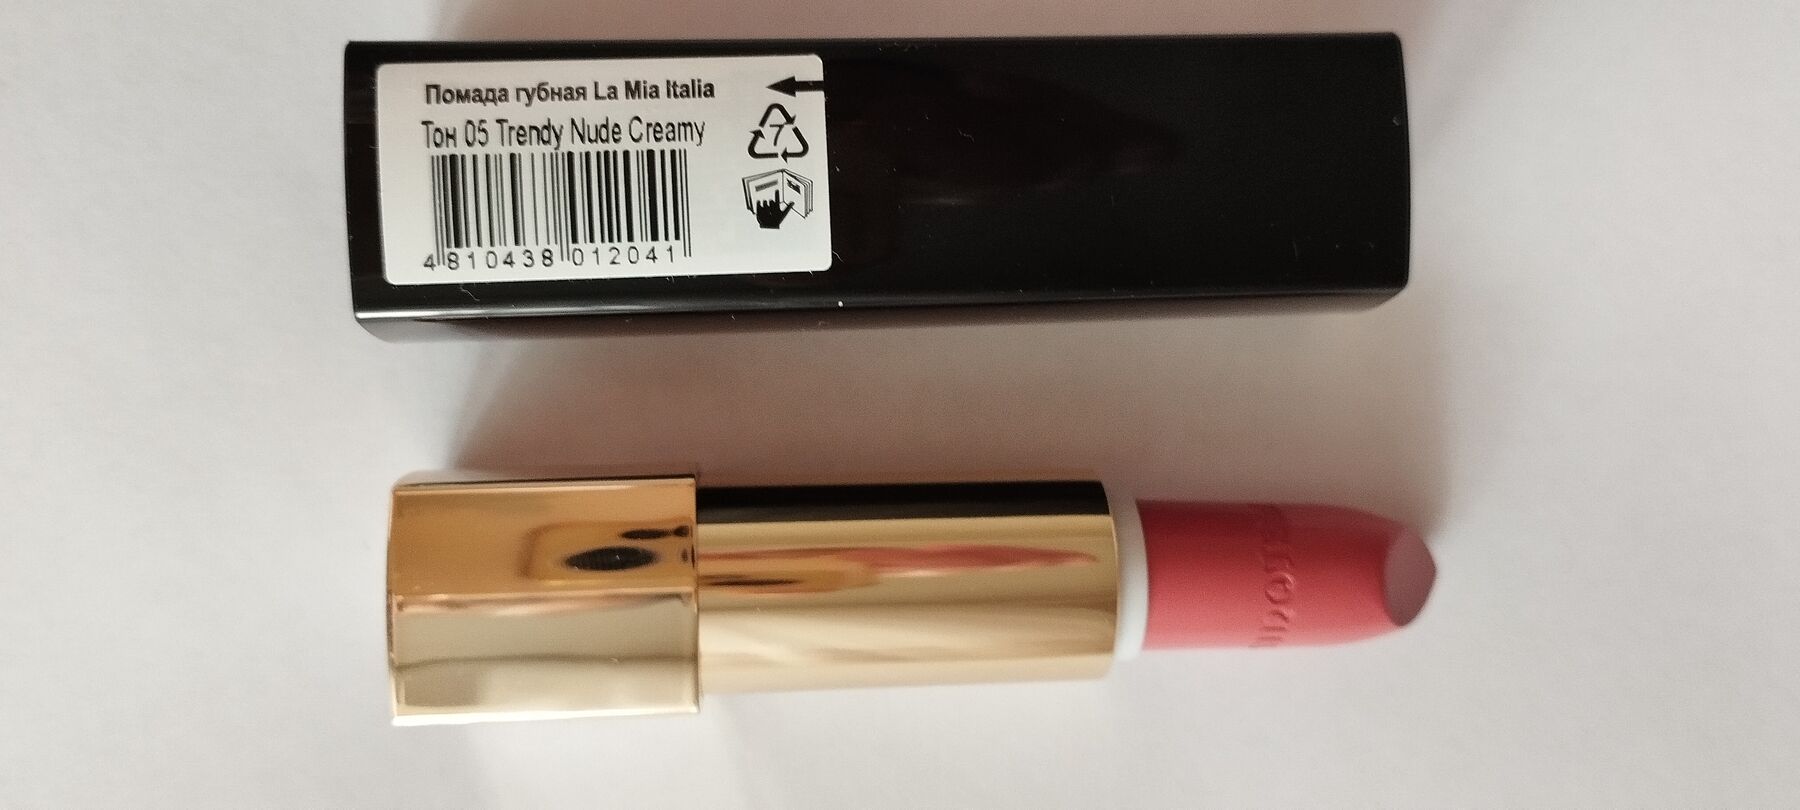 Помада губная La Mia Italia
Тон 05 Trendy Nude Creamy
7
4 810438 012041